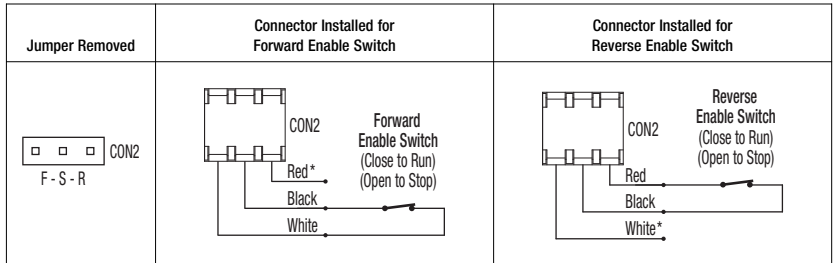 Jumper Removed
Connector Installed for
Forward Enable Switch
Connector Installed for
Reverse Enable Switch
CON2
F - S - R
CON2
Forward
Enable Switch
(Close to Run)
(Open to Stop)
Red*
Black
White
CON2
Reverse
Enable Switch
(Close to Run)
(Open to Stop)
Red
Black
White*